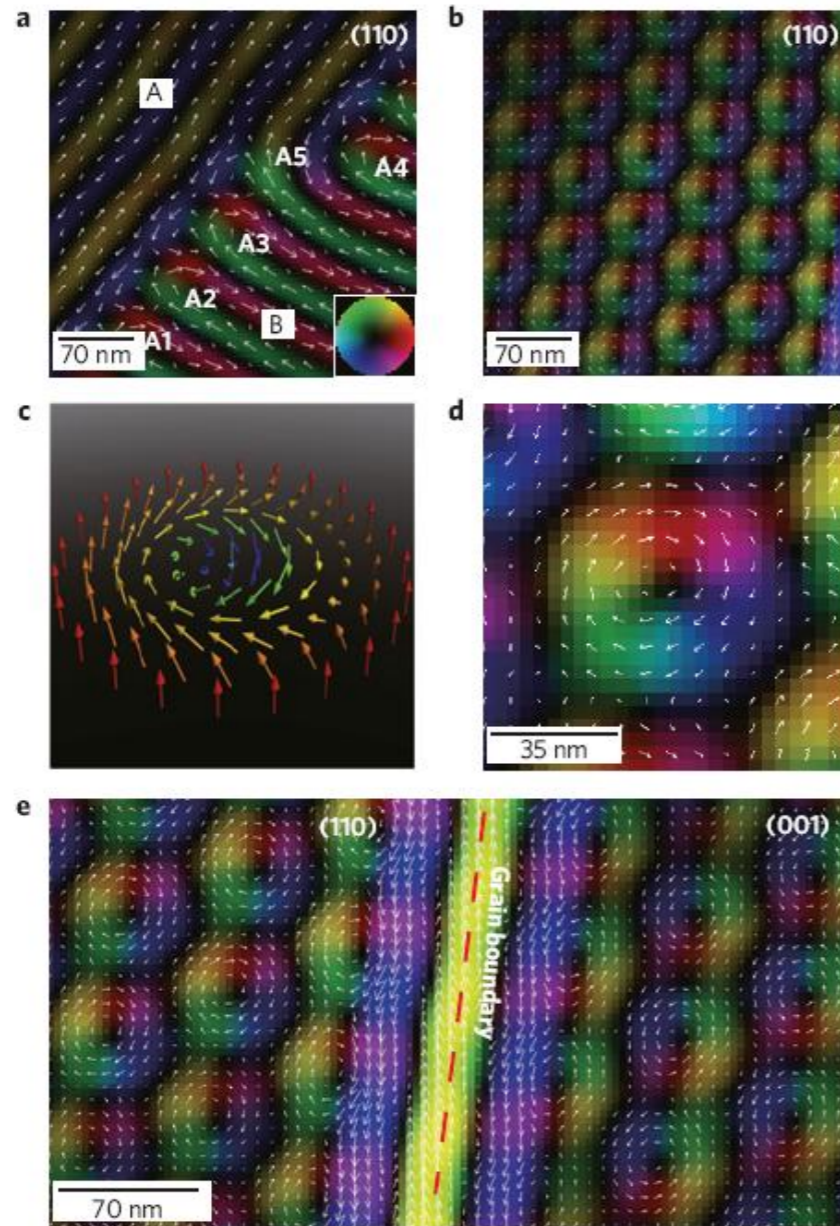 a
(110)
A
A5
A4
A3
A2
B
A1
70 nm
b
(110)
70 nm
c
d
35 nm
e
(110)
(001)
Grain boundary
70 nm